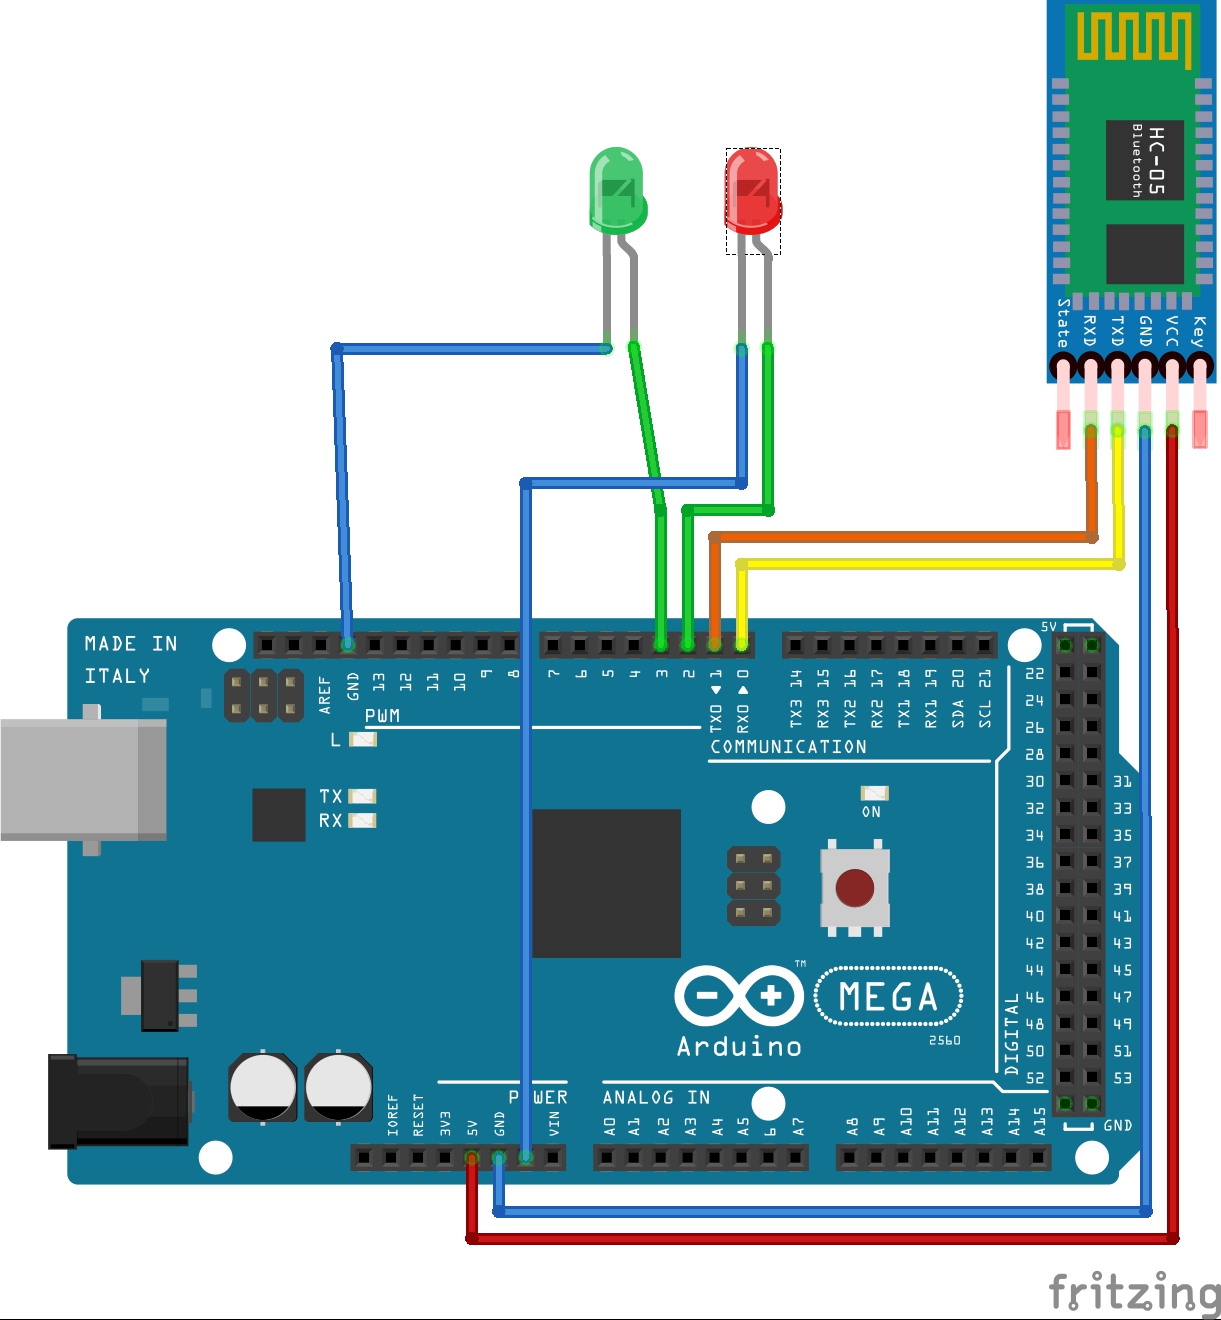 HC-05
Bluetooth
State
RXD
TXD
GND
VCC
Key
MADE IN
ITALY
AREF
GND
13
12
11
10
9
8
7
6
5
4
3
2
TX0 ◀ 1
RX0 ▶ 0
TX3 14
RX3 15
TX2 16
RX2 17
TX1 18
RX1 19
SDA 20
SCL 21
PWM
COMMUNICATION
L
TX
RX
ON
5V
22
24
26
28
30 31
32 33
34 35
36 37
38 39
40 41
42 43
44 45
46 47
48 49
50 51
52 53
GND
DIGITAL
MEGA
2560
TM
Arduino
P WER
ANALOG IN
IOREF
RESET
3V3
5V
GND
VIN
A0
A1
A2
A3
A4
A5
6
A7
A8
A9
A10
A11
A12
A13
A14
A15
fritzing